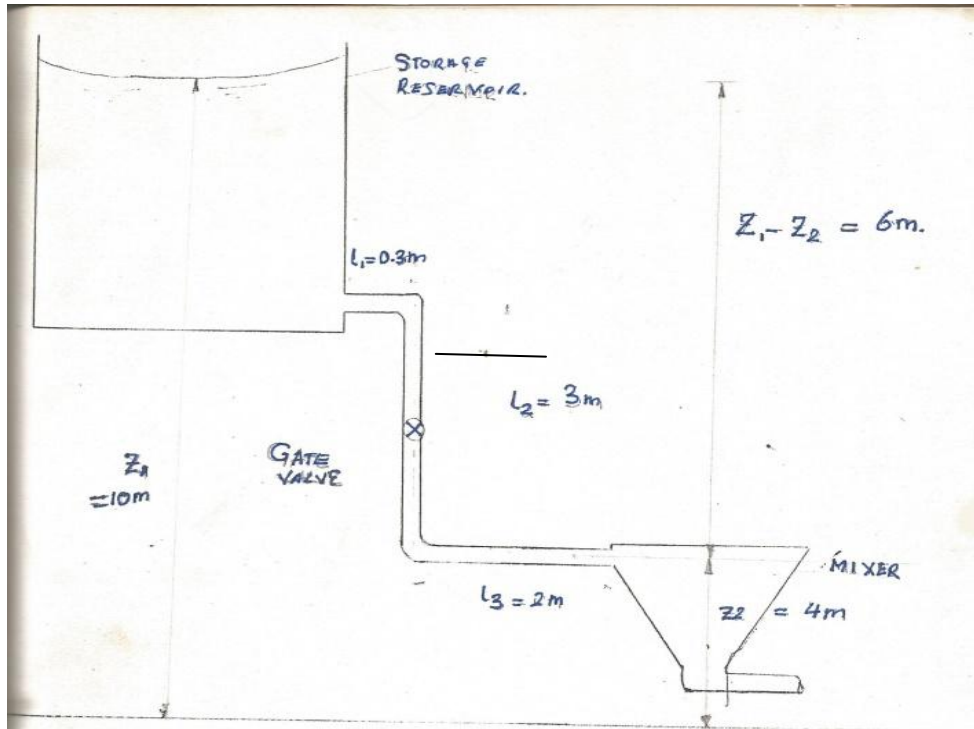 STORAGE
RESERVOIR.
Z₁-Z₂ = 6m.
l₁=0.3m
l₂= 3m
GATE
VALVE
Z₁
=10m
MIXER
l₃=2m
Z2 = 4m